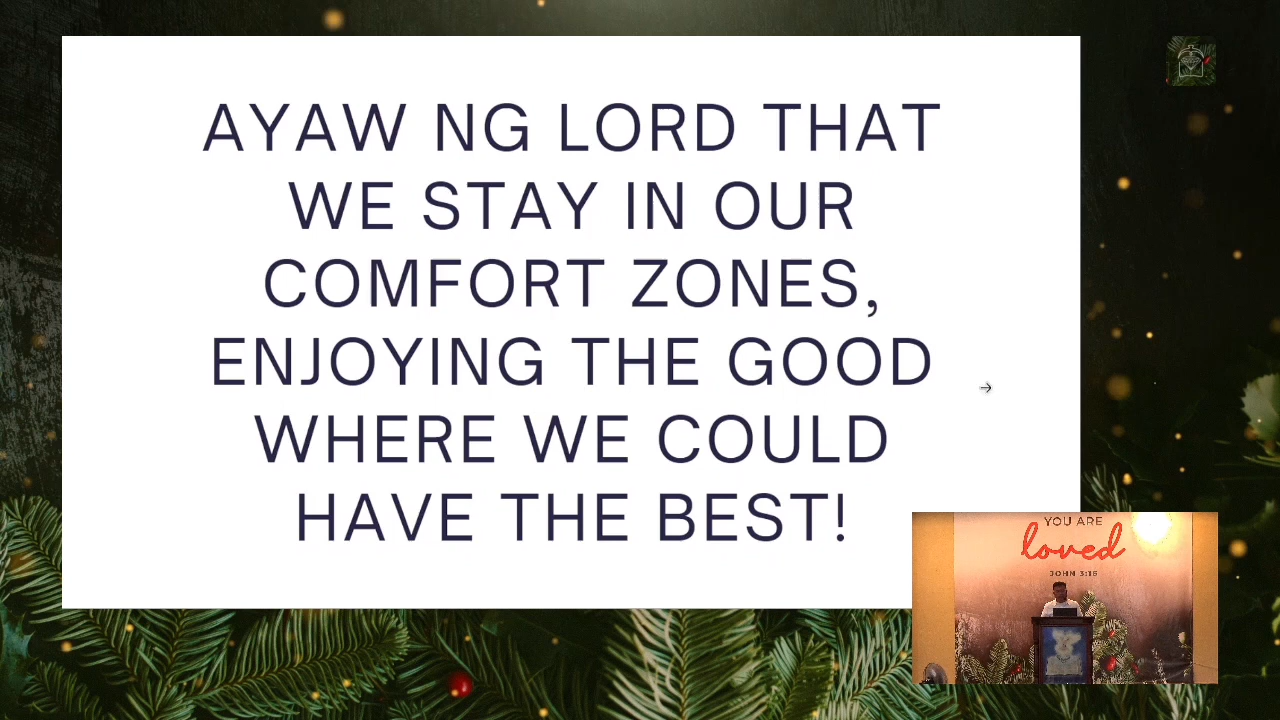 AYAW NG LORD THAT
WE STAY IN OUR
COMFORT ZONES,
ENJOYING THE GOOD
WHERE WE COULD
HAVE THE BEST!
YOU ARE
loved
JOHN 3:16